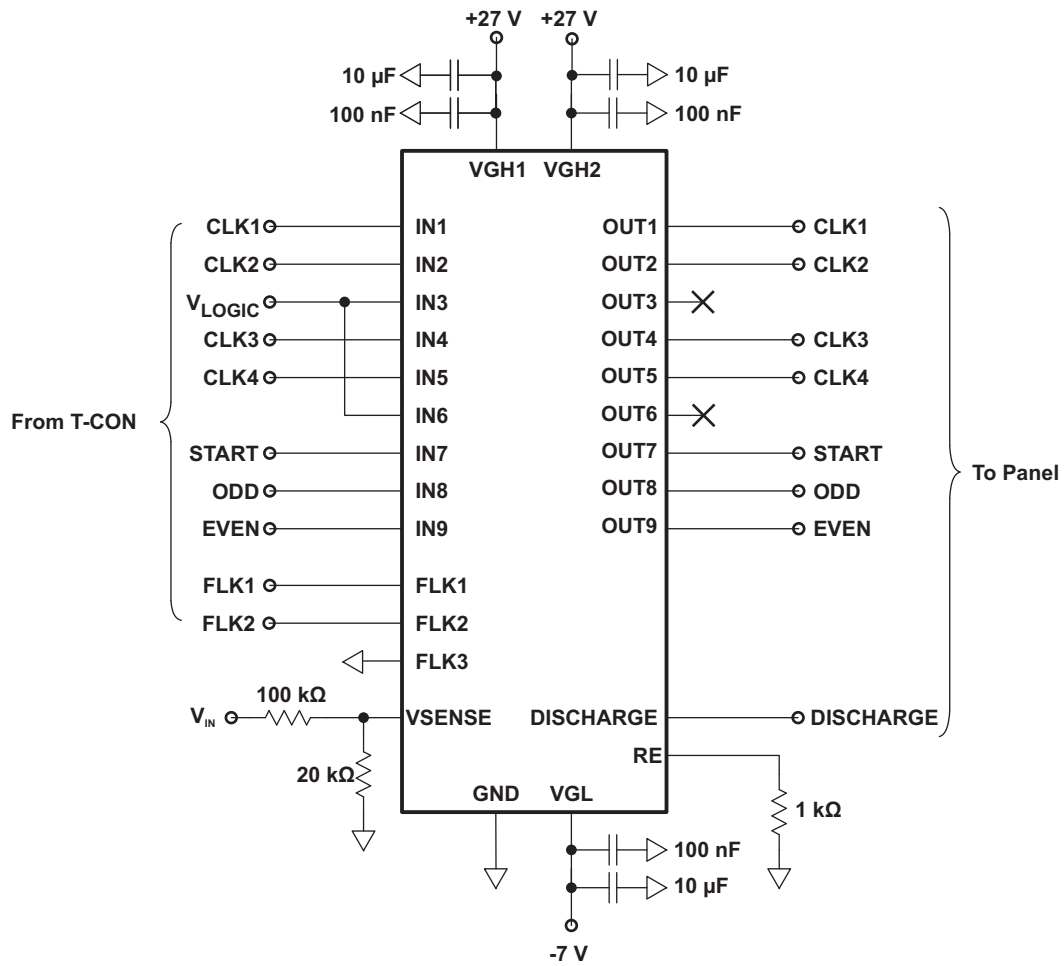 +27 V +27 V
10 µF 10 µF
100 nF 100 nF
VGH1 VGH2
CLK1 IN1 OUT1 CLK1
CLK2 IN2 OUT2 CLK2
VLOGIC IN3 OUT3
CLK3 IN4 OUT4 CLK3
CLK4 IN5 OUT5 CLK4
From T-CON IN6 OUT6
START IN7 OUT7 START
To Panel
ODD IN8 OUT8 ODD
EVEN IN9 OUT9 EVEN
FLK1 FLK1
FLK2 FLK2
FLK3
100 kΩ
VIN VSENSE DISCHARGE DISCHARGE
RE
20 kΩ
GND VGL
1 kΩ
100 nF
10 µF
-7 V